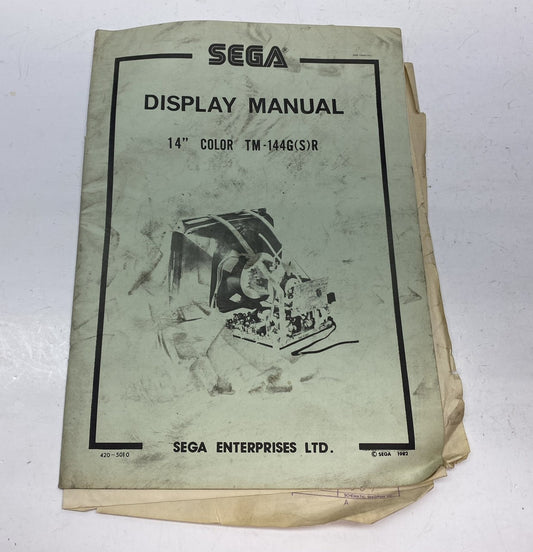 SEGA
DISPLAY MANUAL
14" COLOR TM-144G(S)R
420-5010
SEGA ENTERPRISES LTD.
© SEGA 1982
A